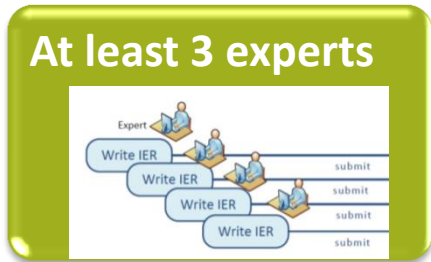 At least 3 experts
Expert
Write IER
submit
Write IER
submit
Write IER
submit
Write IER
submit